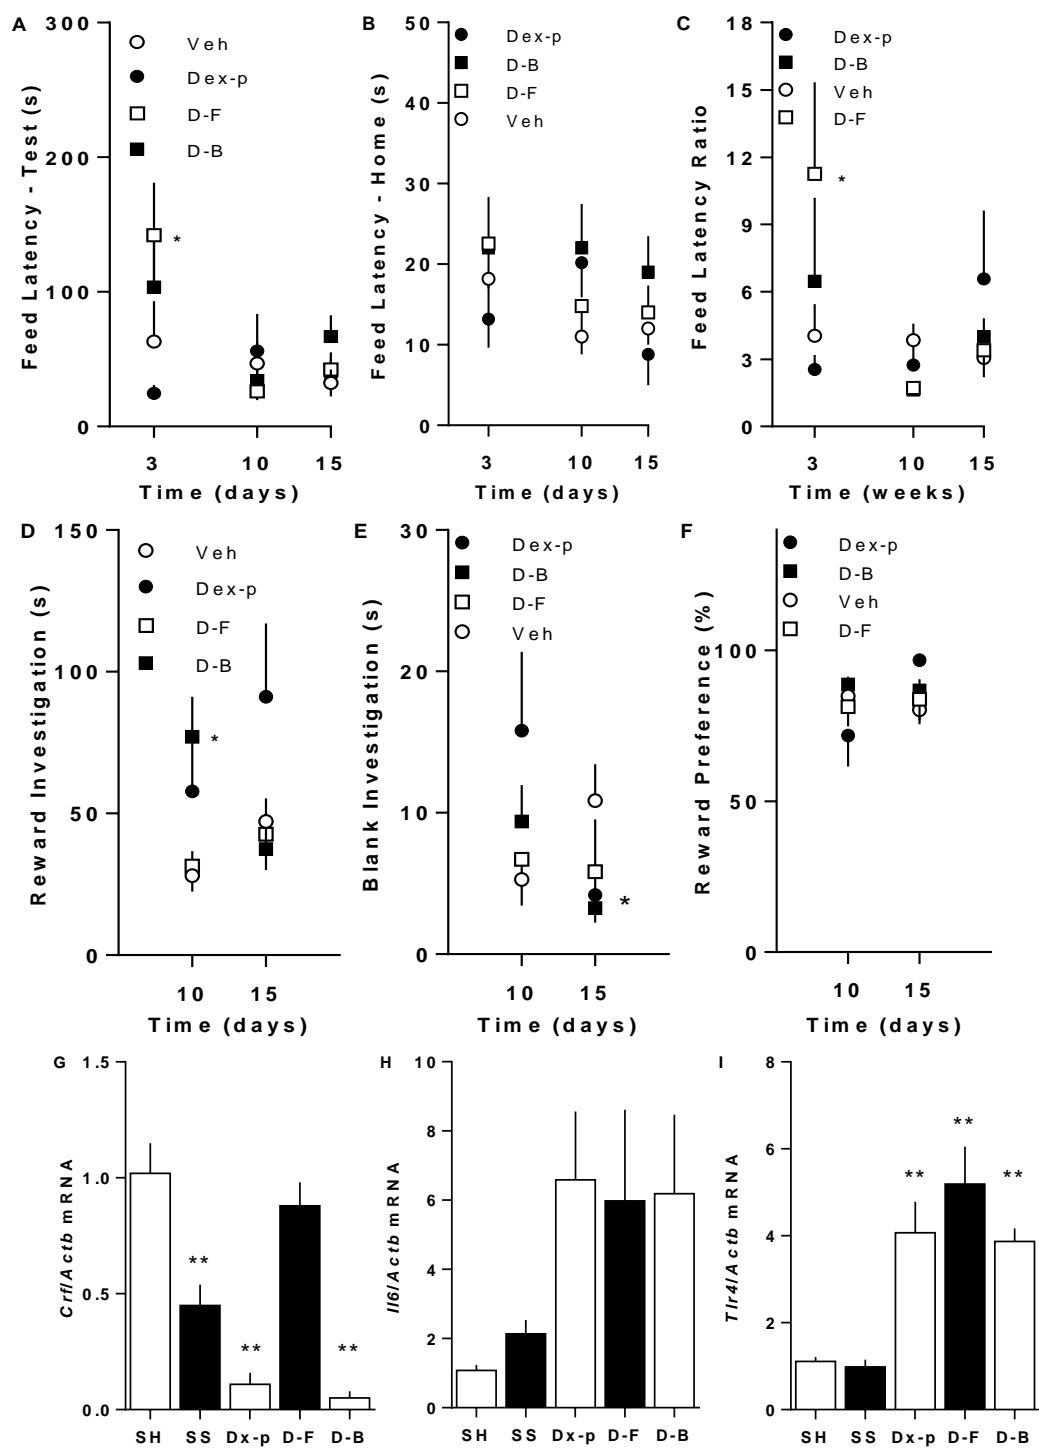 A
Feed Latency - Test (s)
300
200
100
0
Veh
Dex-p
D-F
D-B
*
3 10 15
Time (days)
B
Feed Latency - Home (s)
50
40
30
20
10
0
Dex-p
D-B
D-F
Veh
3 10 15
Time (days)
C
Feed Latency Ratio
18
15
12
9
6
3
0
Dex-p
D-B
Veh
D-F
*
3 10 15
Time (weeks)
D
Reward Investigation (s)
150
100
50
0
Veh
Dex-p
D-F
D-B
*
10 15
Time (days)
E
Blank Investigation (s)
30
20
10
0
Dex-p
D-B
D-F
Veh
*
10 15
Time (days)
F
Reward Preference (%)
100
50
0
Dex-p
D-B
Veh
D-F
10 15
Time (days)
G
Crf/Actb mRNA
1.5
1.0
0.5
0.0
**
**
**
SH SS Dx-p D-F D-B
H
Il6/Actb mRNA
10
8
6
4
2
0
SH SS Dx-p D-F D-B
I
Tlr4/Actb mRNA
8
6
4
2
0
**
**
**
SH SS Dx-p D-F D-B